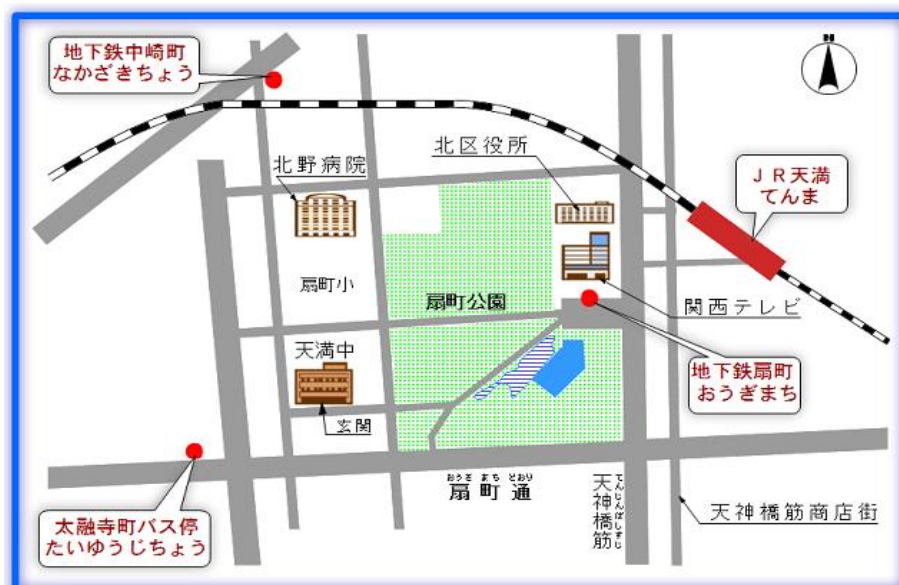 地下鉄中崎町
なかざきちょう
N
北野病院
北区役所
JR天満
てんま
扇町小
扇町公園
関西テレビ
天満中
地下鉄扇町
おうぎまち
玄関
おうぎまちどおり
扇町通
てんじんばしすじ
天神橋筋
天神橋筋商店街
太融寺町バス停
たいゆうじちょう